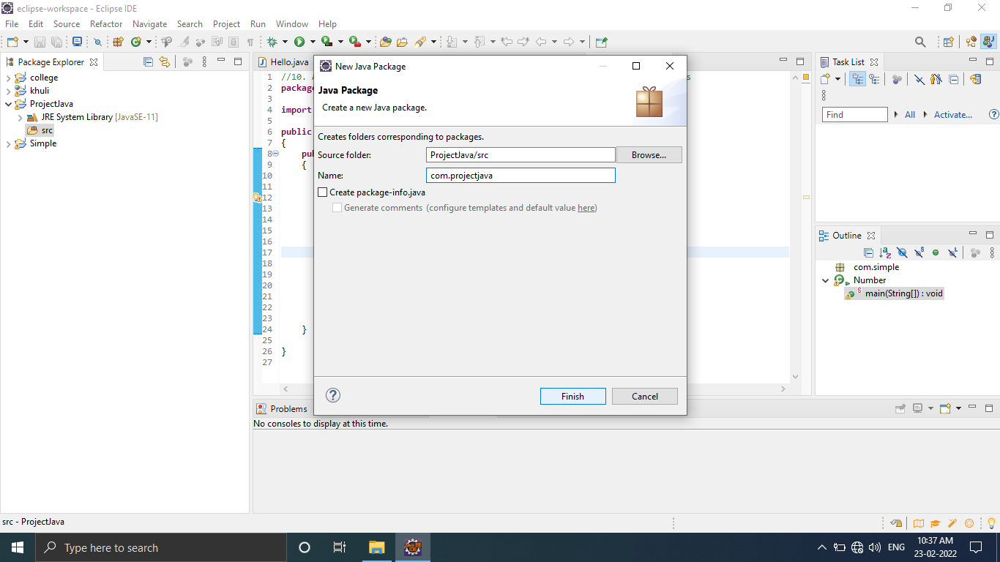 eclipse-workspace - Eclipse IDE
File Edit Source Refactor Navigate Search Project Run Window Help
Package Explorer
college
khuli
ProjectJava
JRE System Library [JavaSE-11]
src
Simple
Hello.java
1 //10. A
2 packag
3
4 import
5
6 public
7 {
8 pub
9 {
10
11
12
13
14
15
16
17
18
19
20
21
22
23
24 }
25
26 }
27
New Java Package
Java Package
Create a new Java package.
Creates folders corresponding to packages.
Source folder: ProjectJava/src Browse...
Name: com.projectjava
Create package-info.java
Generate comments (configure templates and default value here)
Finish Cancel
Problems
No consoles to display at this time.
Task List
Find All Activate...
Outline
com.simple
Number
main(String[]) : void
src - ProjectJava
Type here to search
ENG
10:37 AM
23-02-2022